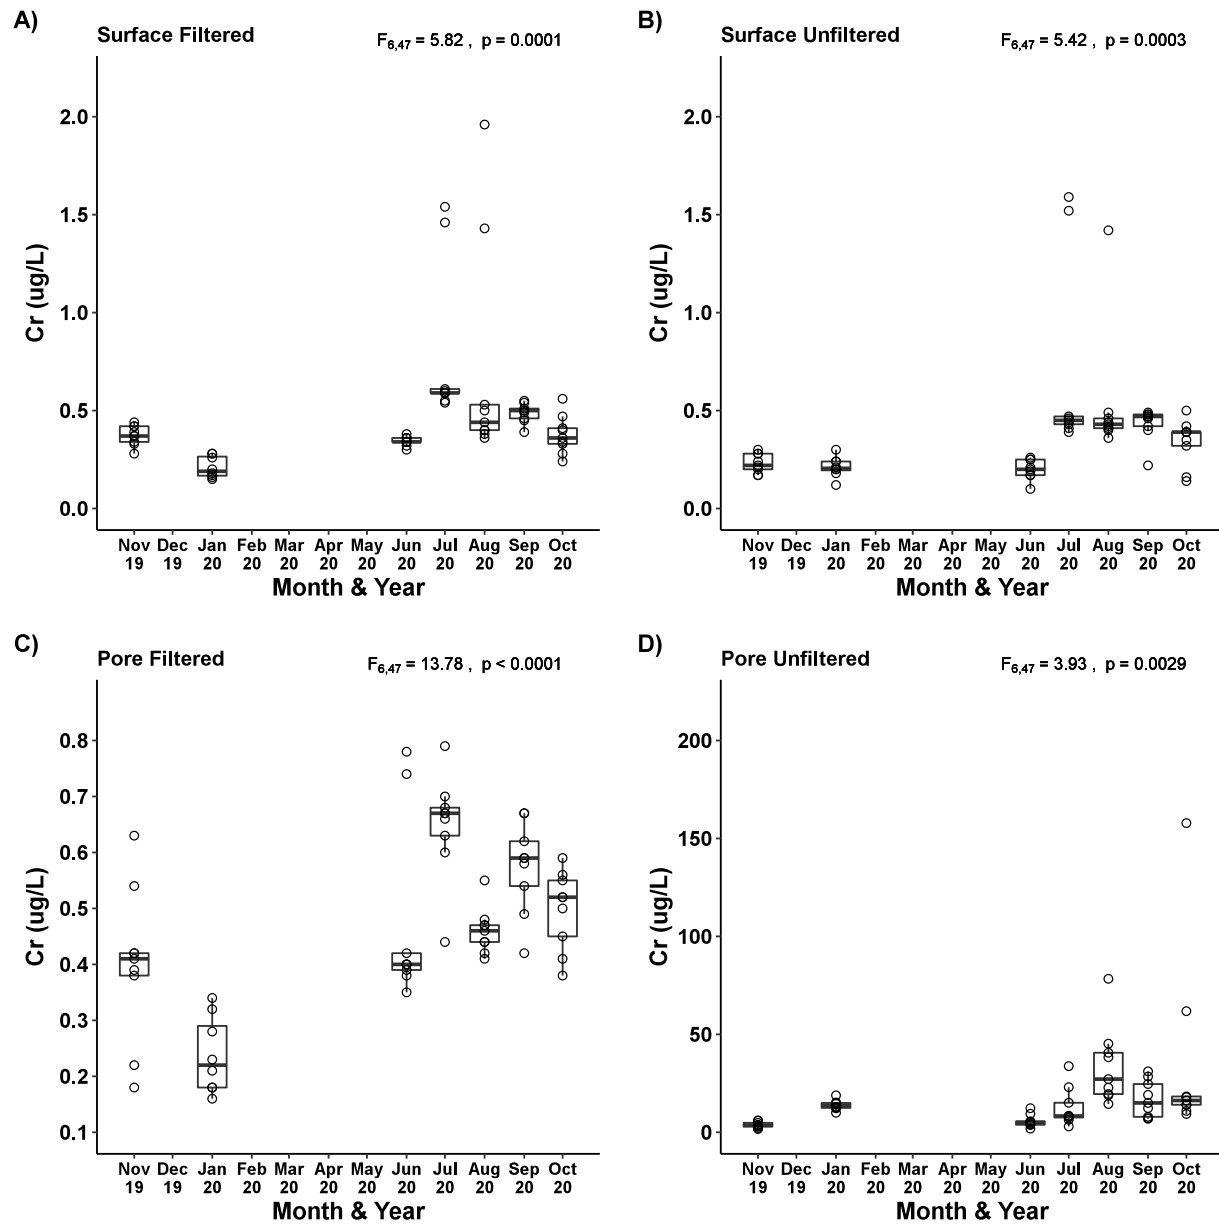 A)
Surface Filtered
F6,47 = 5.82 , p = 0.0001
2.0
1.5
1.0
0.5
0.0
Cr (ug/L)
Nov Dec Jan Feb Mar Apr May Jun Jul Aug Sep Oct
19 19 20 20 20 20 20 20 20 20 20 20
Month & Year
B)
Surface Unfiltered
F6,47 = 5.42 , p = 0.0003
2.0
1.5
1.0
0.5
0.0
Cr (ug/L)
Nov Dec Jan Feb Mar Apr May Jun Jul Aug Sep Oct
19 19 20 20 20 20 20 20 20 20 20 20
Month & Year
C)
Pore Filtered
F6,47 = 13.78 , p < 0.0001
0.8
0.7
0.6
0.5
0.4
0.3
0.2
0.1
Cr (ug/L)
Nov Dec Jan Feb Mar Apr May Jun Jul Aug Sep Oct
19 19 20 20 20 20 20 20 20 20 20 20
Month & Year
D)
Pore Unfiltered
F6,47 = 3.93 , p = 0.0029
200
150
100
50
0
Cr (ug/L)
Nov Dec Jan Feb Mar Apr May Jun Jul Aug Sep Oct
19 19 20 20 20 20 20 20 20 20 20 20
Month & Year